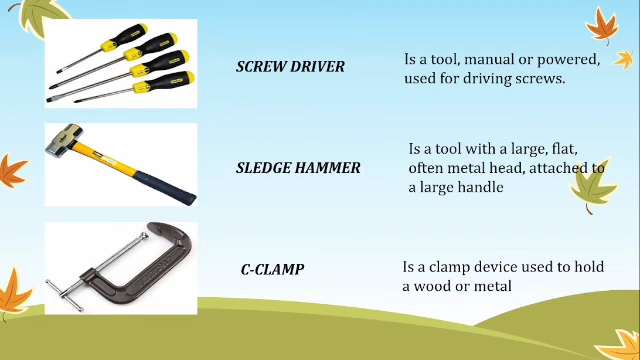 SCREW DRIVER
Is a tool, manual or powered,
used for driving screws.
SLEDGE HAMMER
Is a tool with a large, flat,
often metal head, attached to
a large handle
C-CLAMP
Is a clamp device used to hold
a wood or metal